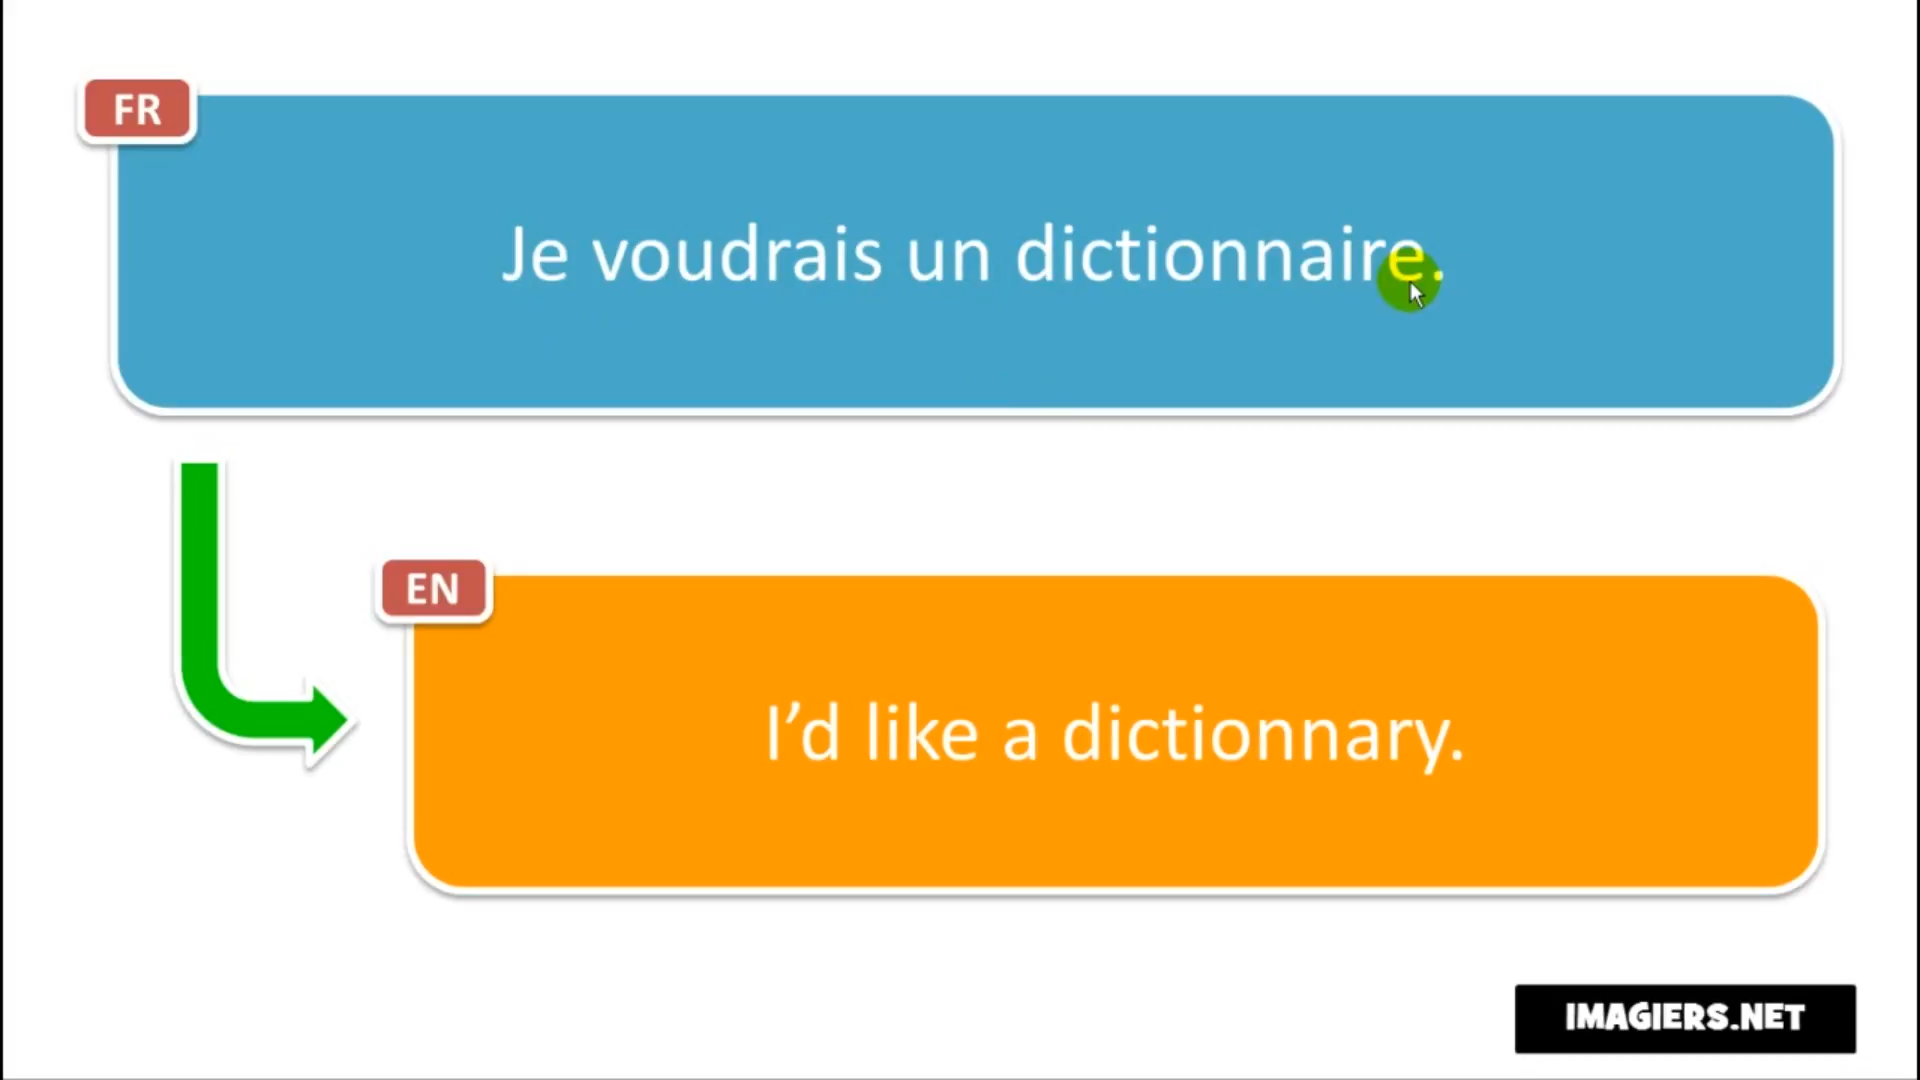 FR
Je voudrais un dictionnaire.
EN
I’d like a dictionnary.
IMAGIERS.NET